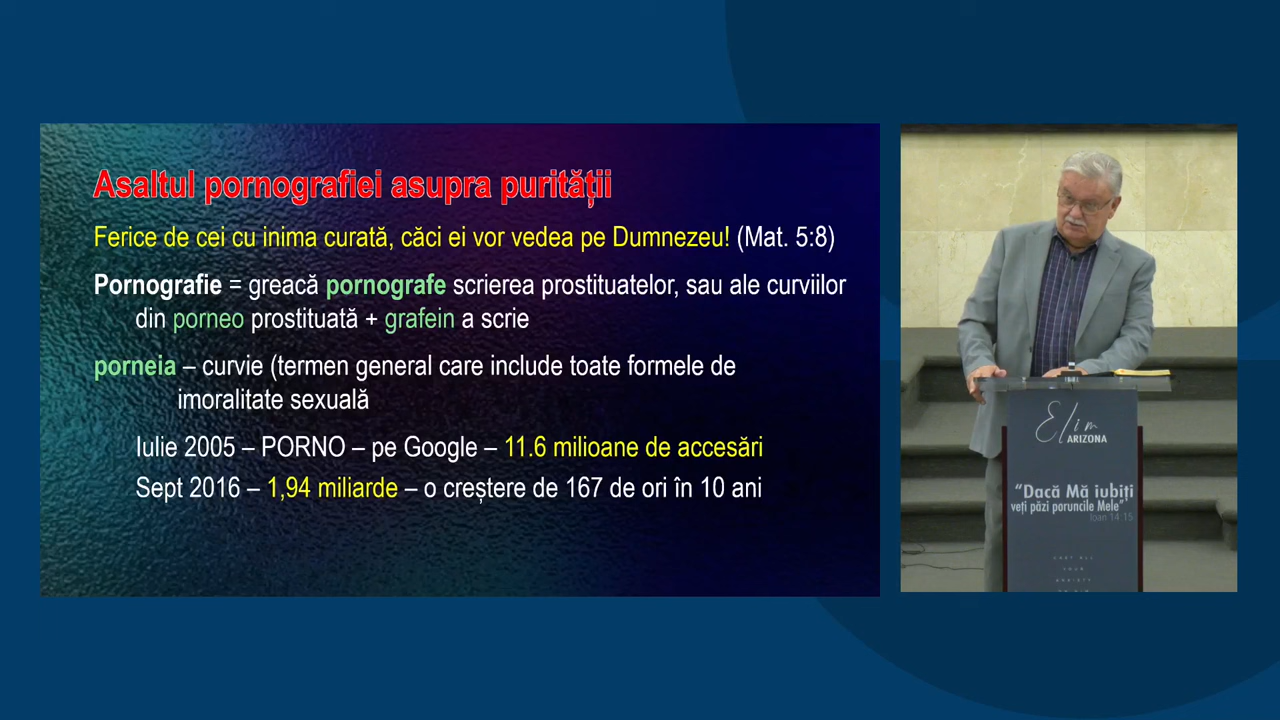 Asaltul pornografiei asupra purității
Ferice de cei cu inima curată, căci ei vor vedea pe Dumnezeu! (Mat. 5:8)
Pornografie = greacă pornografe scrierea prostituatelor, sau ale curviilor
din porneo prostituată + grafein a scrie
porneia – curvie (termen general care include toate formele de
imoralitate sexuală
Iulie 2005 – PORNO – pe Google – 11.6 milioane de accesări
Sept 2016 – 1,94 miliarde – o creștere de 167 de ori în 10 ani
Elim
ARIZONA
“Dacă Mă iubiți
veți păzi poruncile Mele”
Ioan 14:15
CAST ALL
YOUR
ANXIETY